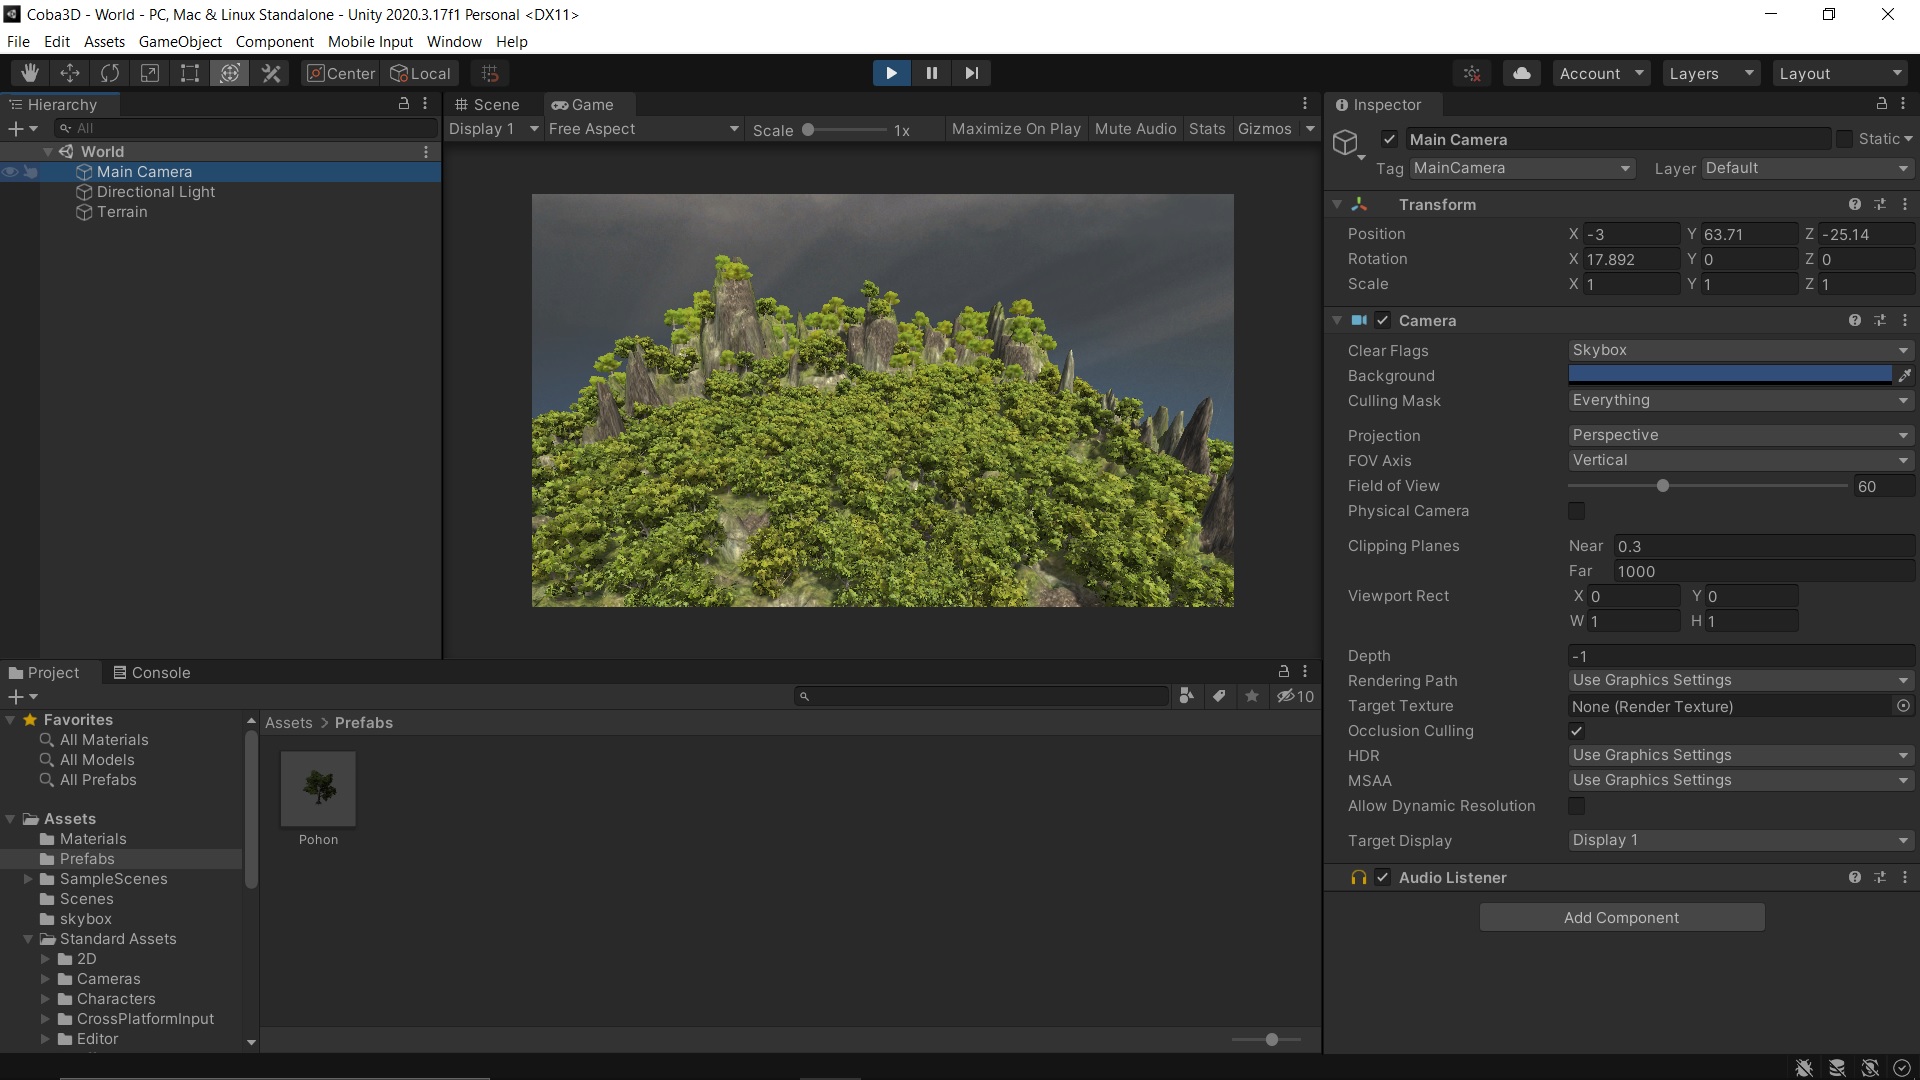 Coba3D - World - PC, Mac & Linux Standalone - Unity 2020.3.17f1 Personal <DX11>
File Edit Assets GameObject Component Mobile Input Window Help
Center Local Account Layers Layout
Hierarchy
All
World
Main Camera
Directional Light
Terrain
Scene Game
Display 1 Free Aspect Scale 1x Maximize On Play Mute Audio Stats Gizmos
Inspector
Main Camera Static
Tag MainCamera Layer Default
Transform
Position X -3 Y 63.71 Z -25.14
Rotation X 17.892 Y 0 Z 0
Scale X 1 Y 1 Z 1
Camera
Clear Flags Skybox
Background
Culling Mask Everything
Projection Perspective
FOV Axis Vertical
Field of View 60
Physical Camera
Clipping Planes Near 0.3
Far 1000
Viewport Rect X 0 Y 0
W 1 H 1
Depth -1
Rendering Path Use Graphics Settings
Target Texture None (Render Texture)
Occlusion Culling
HDR Use Graphics Settings
MSAA Use Graphics Settings
Allow Dynamic Resolution
Target Display Display 1
Audio Listener
Add Component
Project Console
10
Favorites
All Materials
All Models
All Prefabs
Assets
Materials
Prefabs
SampleScenes
Scenes
skybox
Standard Assets
2D
Cameras
Characters
CrossPlatformInput
Editor
Assets > Prefabs
Pohon